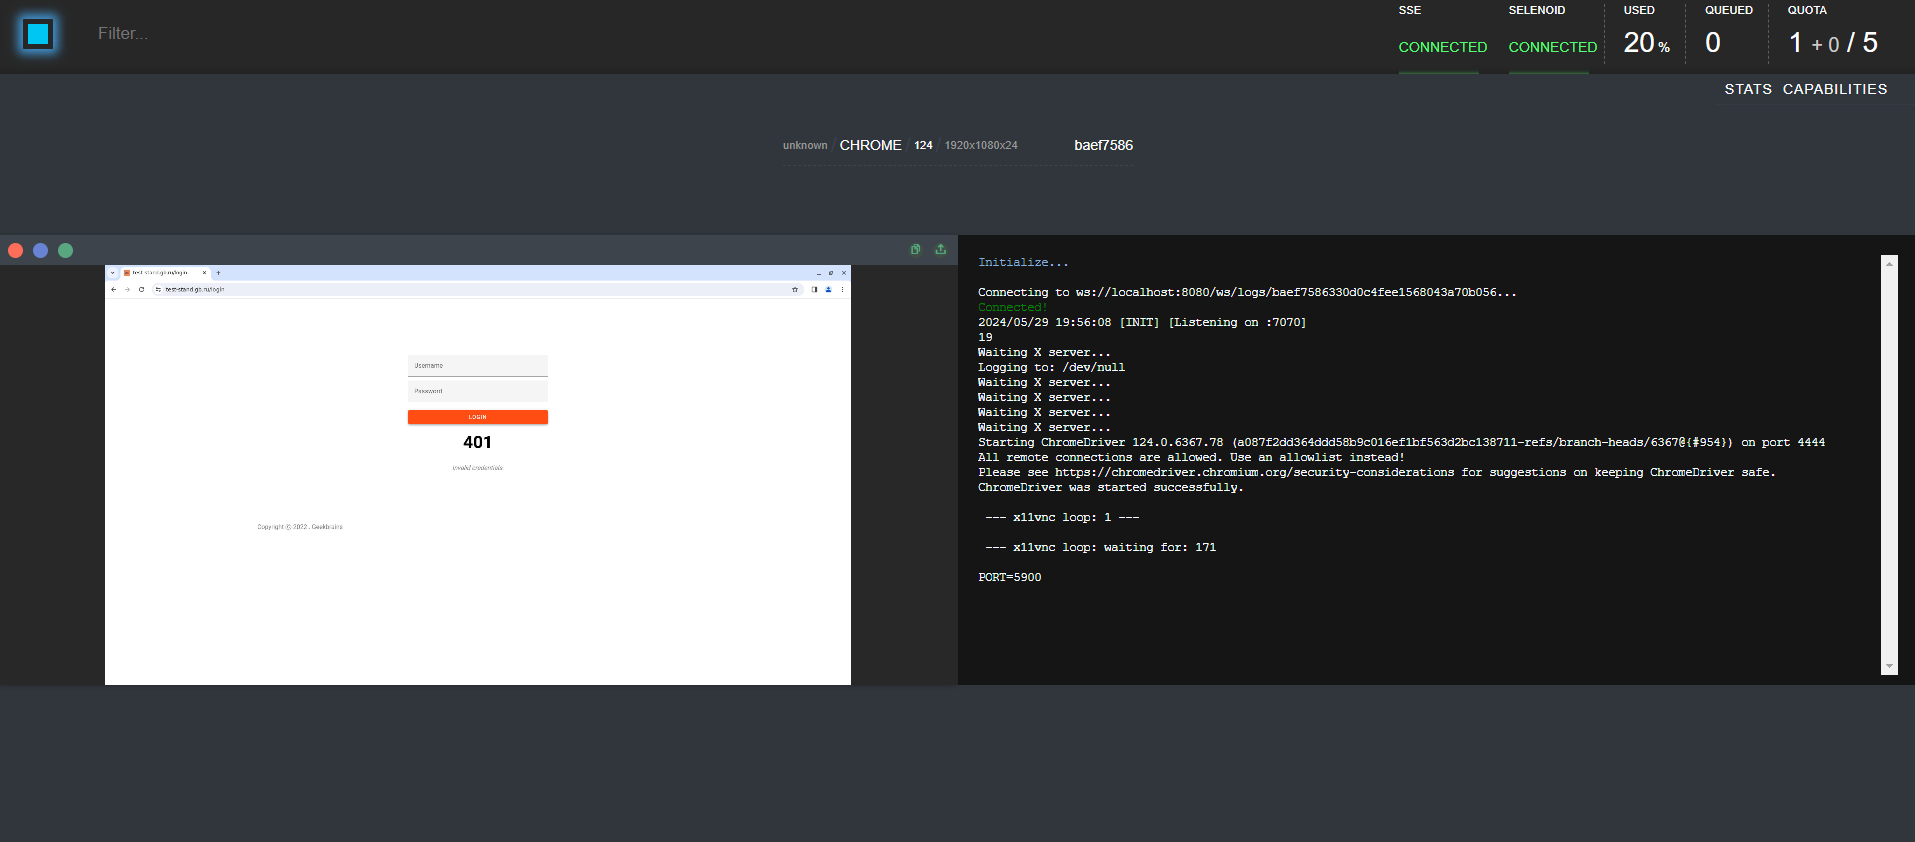 Filter...
SSE
CONNECTED
SELENOID
CONNECTED
USED
20 %
QUEUED
0
QUOTA
1 + 0 / 5
STATS CAPABILITIES
unknown / CHROME / 124 / 1920x1080x24 baef7586
test-stand.gb.ru/login
test-stand.gb.ru/login
Username
Password
LOGIN
401
Invalid credentials.
Copyright © 2022 . Geekbrains
Initialize...
Connecting to ws://localhost:8080/ws/logs/baef7586330d0c4fee1568043a70b056...
Connected!
2024/05/29 19:56:08 [INIT] [Listening on :7070]
19
Waiting X server...
Logging to: /dev/null
Waiting X server...
Waiting X server...
Waiting X server...
Waiting X server...
Starting ChromeDriver 124.0.6367.78 (a087f2dd364ddd58b9c016ef1bf563d2bc138711-refs/branch-heads/6367@{#954}) on port 4444
All remote connections are allowed. Use an allowlist instead!
Please see https://chromedriver.chromium.org/security-considerations for suggestions on keeping ChromeDriver safe.
ChromeDriver was started successfully.
--- x11vnc loop: 1 ---
--- x11vnc loop: waiting for: 171
PORT=5900